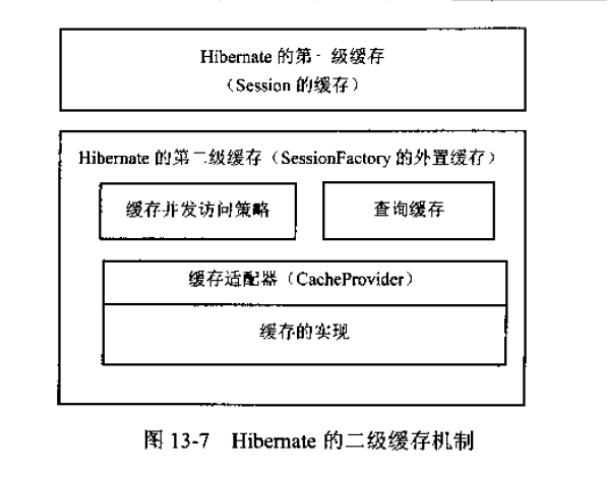 Hibernate 的第一级缓存
（Session 的缓存）
Hibernate 的第二级缓存（SessionFactory 的外置缓存）
缓存并发访问策略
查询缓存
缓存适配器（CacheProvider）
缓存的实现
图 13-7 Hibernate 的二级缓存机制